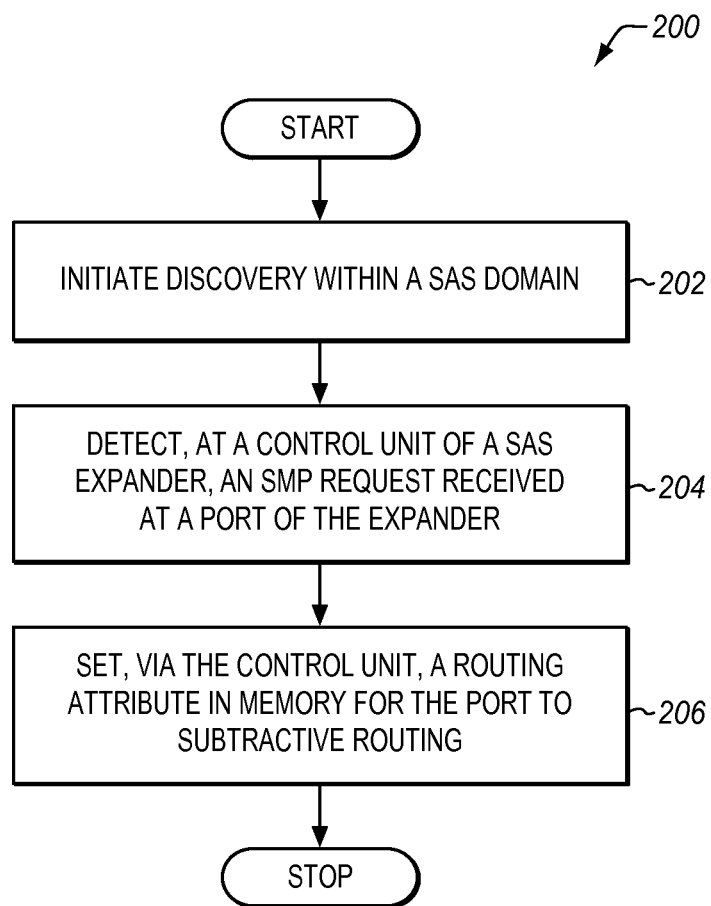 200
START
INITIATE DISCOVERY WITHIN A SAS DOMAIN
202
DETECT, AT A CONTROL UNIT OF A SAS
EXPANDER, AN SMP REQUEST RECEIVED
AT A PORT OF THE EXPANDER
204
SET, VIA THE CONTROL UNIT, A ROUTING
ATTRIBUTE IN MEMORY FOR THE PORT TO
SUBTRACTIVE ROUTING
206
STOP